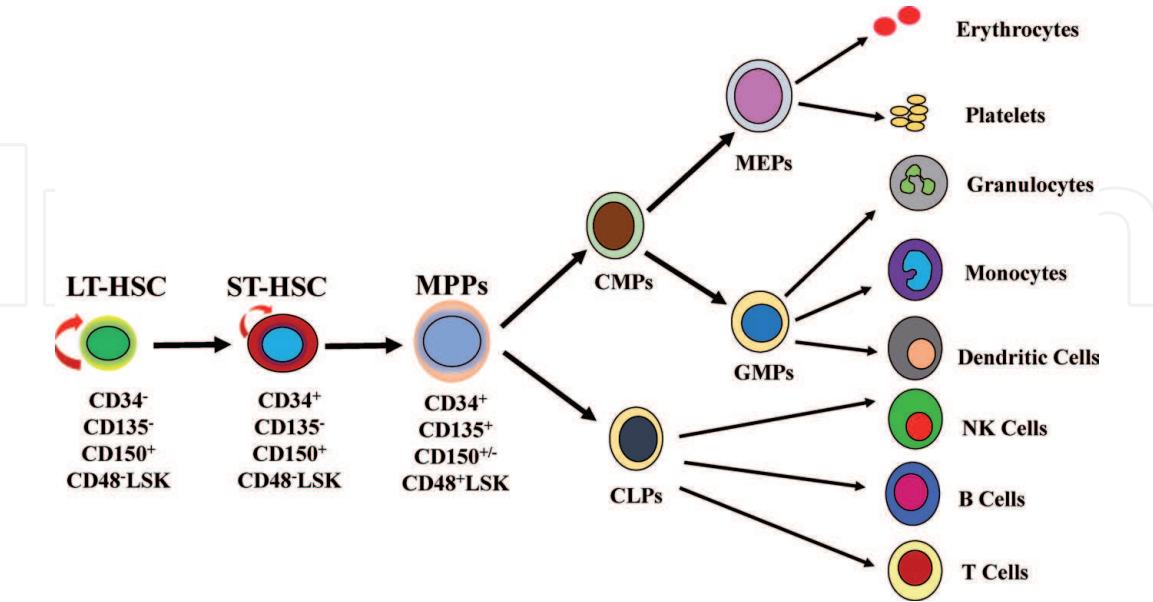 Erythrocytes
Platelets
MEPs
Granulocytes
CMPs
Monocytes
LT-HSC
ST-HSC
MPPs
GMPs
Dendritic Cells
CD34⁻
CD135⁻
CD150⁺
CD48⁻LSK
CD34⁺
CD135⁻
CD150⁺
CD48⁻LSK
CD34⁺
CD135⁺
CD150⁺/⁻
CD48⁺LSK
NK Cells
CLPs
B Cells
T Cells